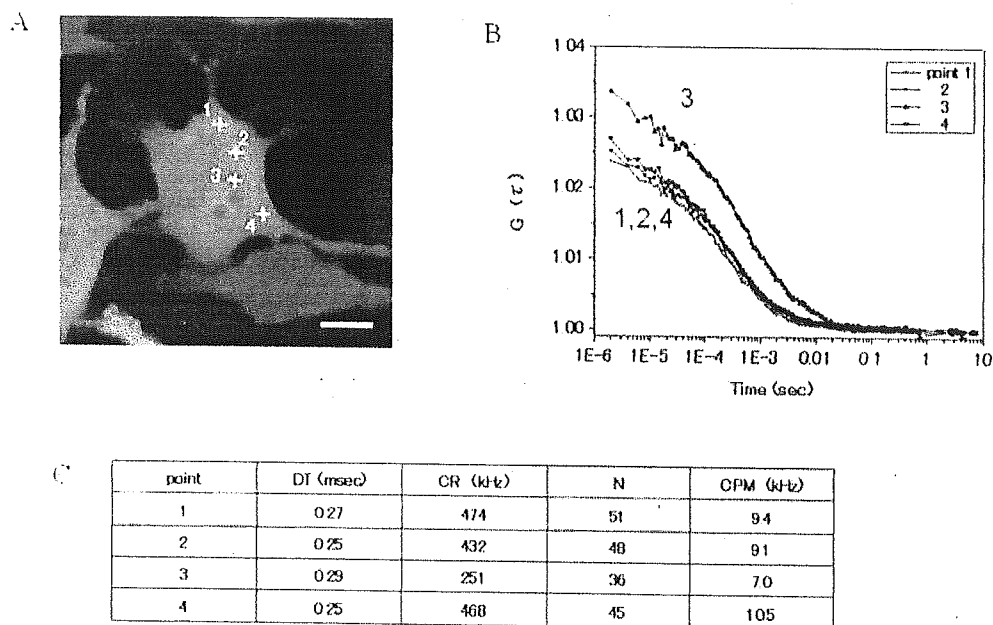 A
1
2
3
4
B
1.04
1.03
1.02
1.01
1.00
G (τ)
3
1,2,4
point 1
2
3
4
1E-6 1E-5 1E-4 1E-3 0.01 0.1 1 10
Time (sec)
C
point DT (msec) CR (kHz) N CPM (kHz)
1 0.27 474 51 9.4
2 0.25 432 48 9.1
3 0.29 251 36 7.0
4 0.25 468 45 10.5